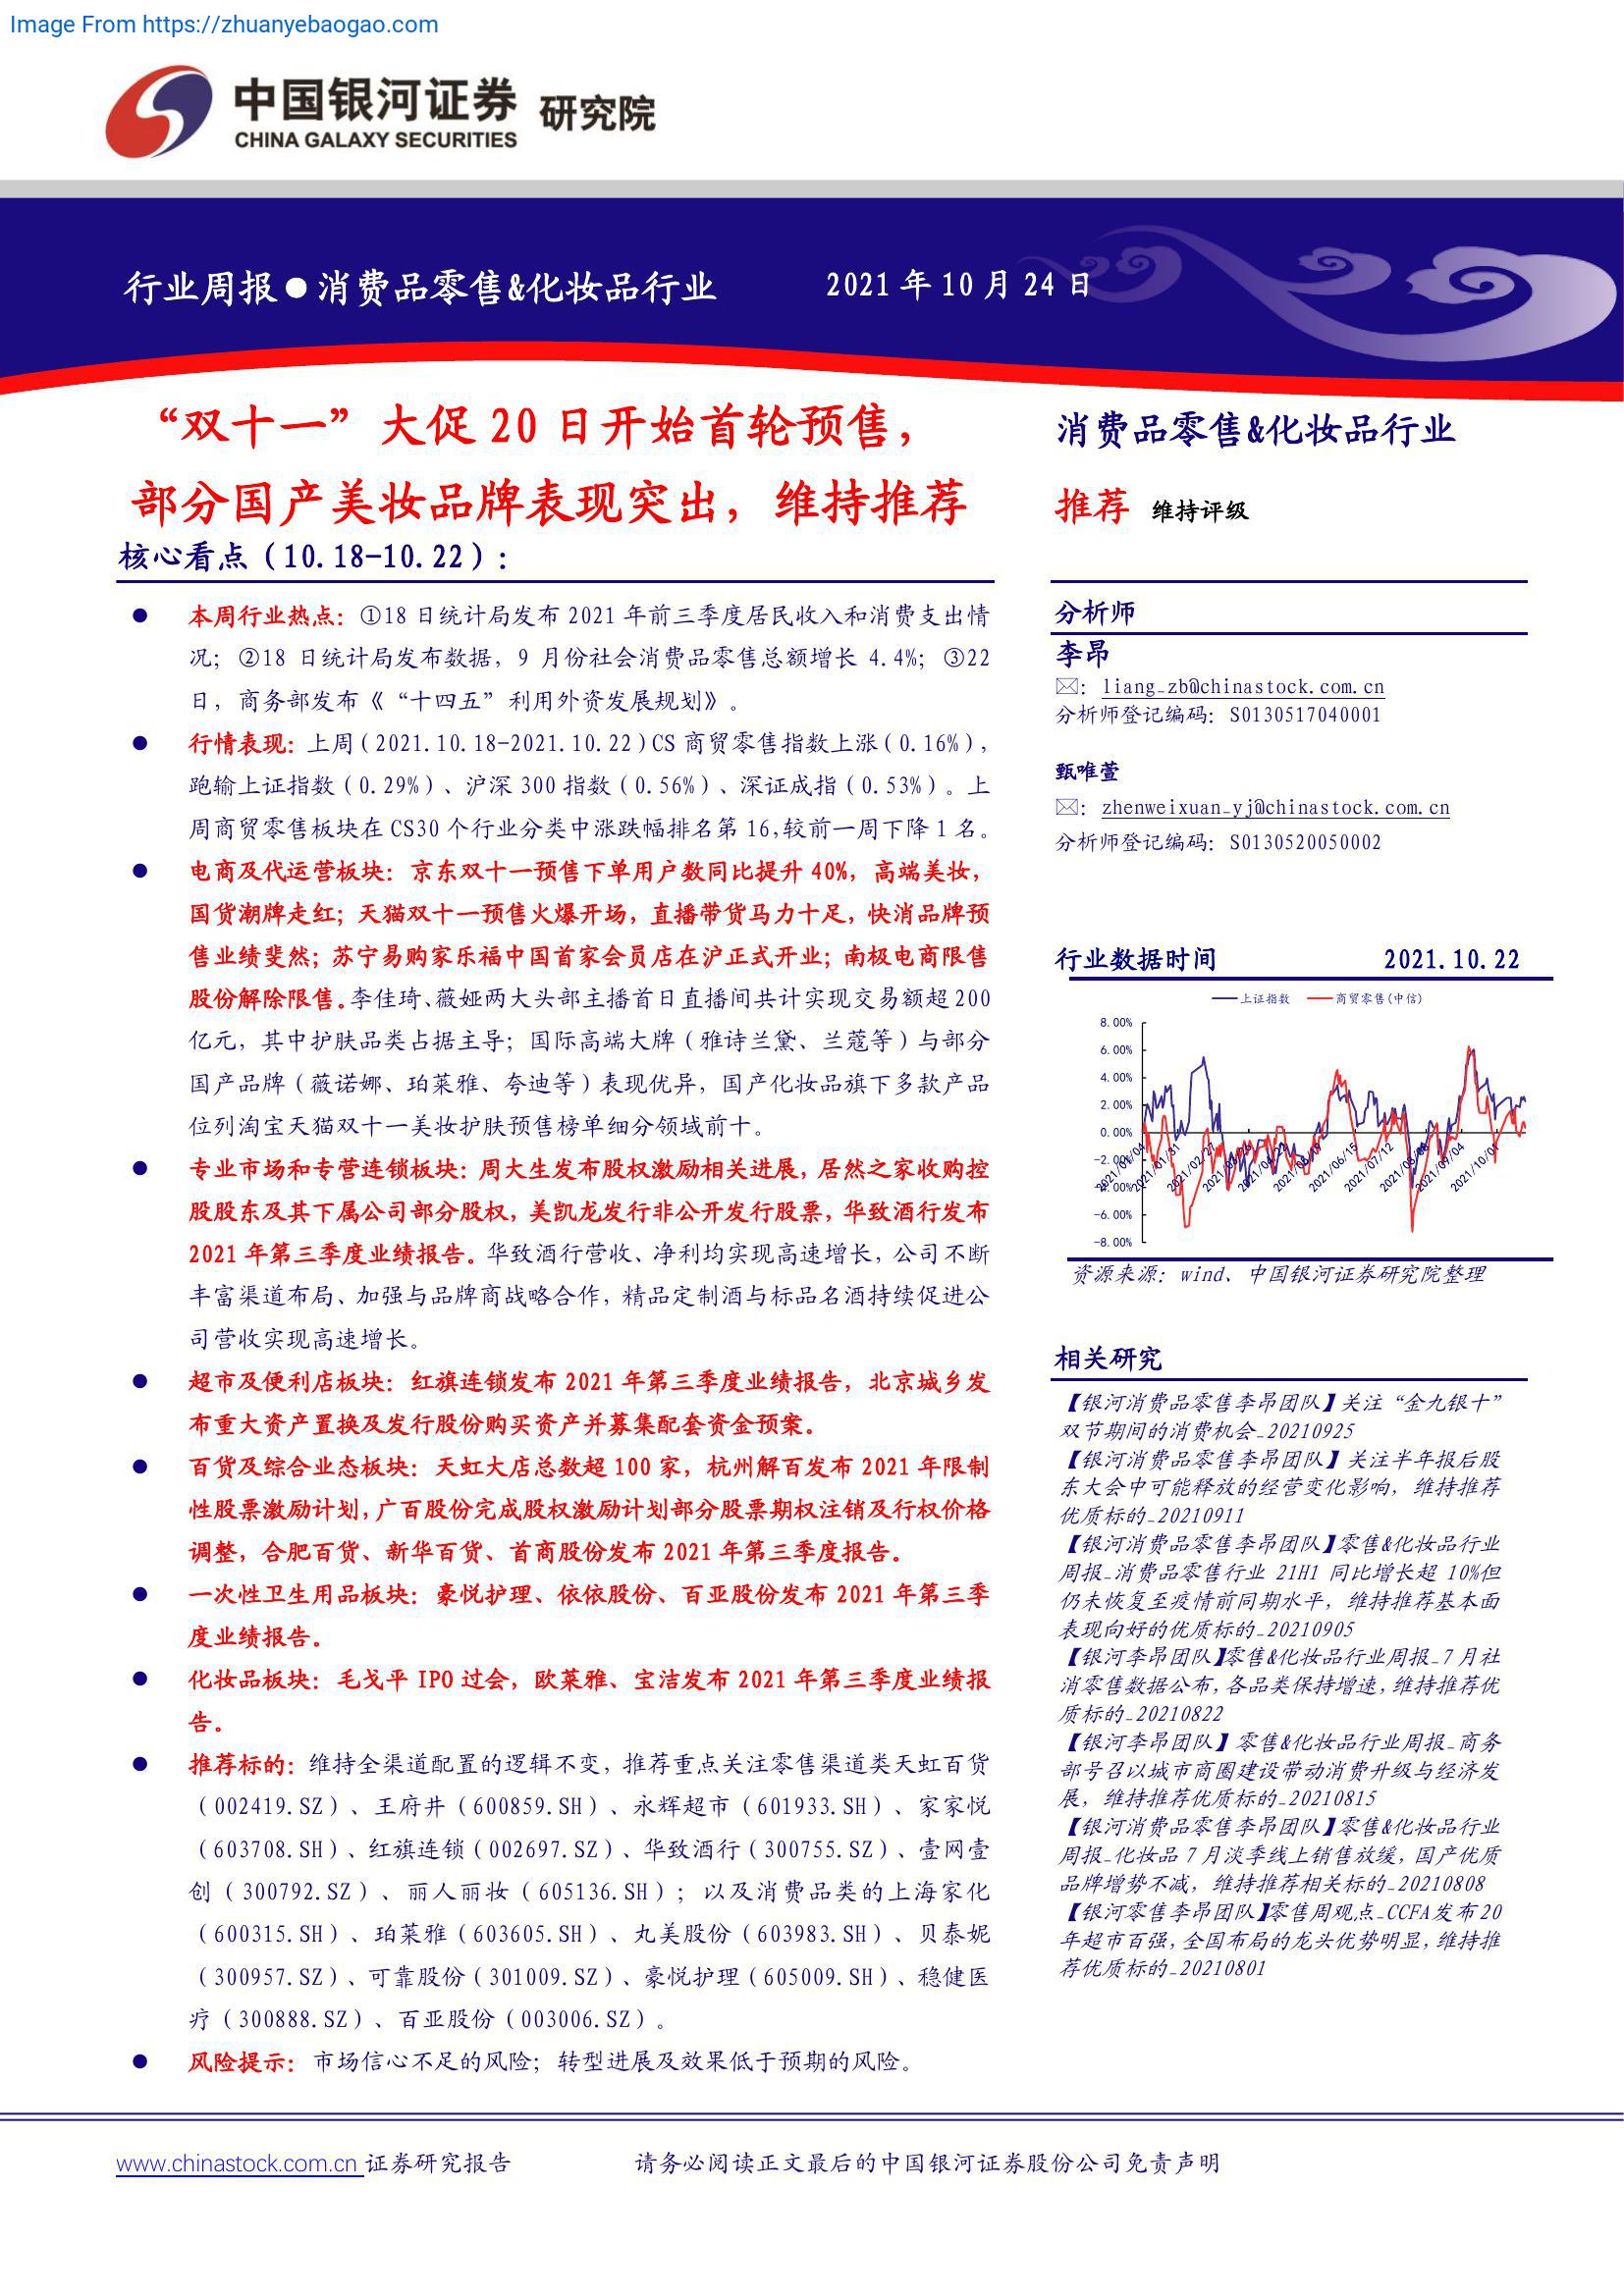 Image From https://zhuanyebaogao.com
中国银河证券 研究院
CHINA GALAXY SECURITIES
行业周报●消费品零售&化妆品行业 2021 年 10 月 24 日
“双十一”大促 20 日开始首轮预售，
部分国产美妆品牌表现突出，维持推荐
核心看点（10.18-10.22）：
● 本周行业热点：①18 日统计局发布 2021 年前三季度居民收入和消费支出情
况；②18 日统计局发布数据，9 月份社会消费品零售总额增长 4.4%；③22
日，商务部发布《“十四五”利用外资发展规划》。
● 行情表现：上周（2021.10.18-2021.10.22）CS 商贸零售指数上涨（0.16%），
跑输上证指数（0.29%）、沪深 300 指数（0.56%）、深证成指（0.53%）。上
周商贸零售板块在 CS30 个行业分类中涨跌幅排名第 16，较前一周下降 1 名。
● 电商及代运营板块：京东双十一预售下单用户数同比提升 40%，高端美妆，
国货潮牌走红；天猫双十一预售火爆开场，直播带货马力十足，快消品牌预
售业绩斐然；苏宁易购家乐福中国首家会员店在沪正式开业；南极电商限售
股份解除限售。李佳琦、薇娅两大头部主播首日直播间共计实现交易额超 200
亿元，其中护肤品类占据主导；国际高端大牌（雅诗兰黛、兰蔻等）与部分
国产品牌（薇诺娜、珀莱雅、夸迪等）表现优异，国产化妆品旗下多款产品
位列淘宝天猫双十一美妆护肤预售榜单细分领域前十。
● 专业市场和专营连锁板块：周大生发布股权激励相关进展，居然之家收购控
股股东及其下属公司部分股权，美凯龙发行非公开发行股票，华致酒行发布
2021 年第三季度业绩报告。华致酒行营收、净利均实现高速增长，公司不断
丰富渠道布局、加强与品牌商战略合作，精品定制酒与标品名酒持续促进公
司营收实现高速增长。
● 超市及便利店板块：红旗连锁发布 2021 年第三季度业绩报告，北京城乡发
布重大资产置换及发行股份购买资产并募集配套资金预案。
● 百货及综合业态板块：天虹大店总数超 100 家，杭州解百发布 2021 年限制
性股票激励计划，广百股份完成股权激励计划部分股票期权注销及行权价格
调整，合肥百货、新华百货、首商股份发布 2021 年第三季度报告。
● 一次性卫生用品板块：豪悦护理、依依股份、百亚股份发布 2021 年第三季
度业绩报告。
● 化妆品板块：毛戈平 IPO 过会，欧莱雅、宝洁发布 2021 年第三季度业绩报
告。
● 推荐标的：维持全渠道配置的逻辑不变，推荐重点关注零售渠道类天虹百货
（002419.SZ）、王府井（600859.SH）、永辉超市（601933.SH）、家家悦
（603708.SH）、红旗连锁（002697.SZ）、华致酒行（300755.SZ）、壹网壹
创（300792.SZ）、丽人丽妆（605136.SH）；以及消费品类的上海家化
（600315.SH）、珀莱雅（603605.SH）、丸美股份（603983.SH）、贝泰妮
（300957.SZ）、可靠股份（301009.SZ）、豪悦护理（605009.SH）、稳健医
疗（300888.SZ）、百亚股份（003006.SZ）。
● 风险提示：市场信心不足的风险；转型进展及效果低于预期的风险。
消费品零售&化妆品行业
推荐 维持评级
分析师
李昂
✉：liang_zb@chinastock.com.cn
分析师登记编码：S0130517040001
甄唯萱
✉：zhenweixuan_yj@chinastock.com.cn
分析师登记编码：S0130520050002
行业数据时间 2021.10.22
上证指数 商贸零售(中信)
8.00%
6.00%
4.00%
2.00%
0.00%
-2.00%
-4.00%
-6.00%
-8.00%
2021/01/04
2021/01/31
2021/02/27
2021/04/22
2021/06/15
2021/07/12
2021/09/04
2021/10/01
资源来源：wind、中国银河证券研究院整理
相关研究
【银河消费品零售李昂团队】关注“金九银十”
双节期间的消费机会_20210925
【银河消费品零售李昂团队】关注半年报后股
东大会中可能释放的经营变化影响，维持推荐
优质标的_20210911
【银河消费品零售李昂团队】零售&化妆品行业
周报_消费品零售行业 21H1 同比增长超 10%但
仍未恢复至疫情前同期水平，维持推荐基本面
表现向好的优质标的_20210905
【银河李昂团队】零售&化妆品行业周报_7 月社
消零售数据公布，各品类保持增速，维持推荐优
质标的_20210822
【银河李昂团队】零售&化妆品行业周报_商务
部号召以城市商圈建设带动消费升级与经济发
展，维持推荐优质标的_20210815
【银河消费品零售李昂团队】零售&化妆品行业
周报_化妆品 7 月淡季线上销售放缓，国产优质
品牌增势不减，维持推荐相关标的_20210808
【银河零售李昂团队】零售周观点_CCFA 发布 20
年超市百强，全国布局的龙头优势明显，维持推
荐优质标的_20210801
www.chinastock.com.cn 证券研究报告 请务必阅读正文最后的中国银河证券股份公司免责声明